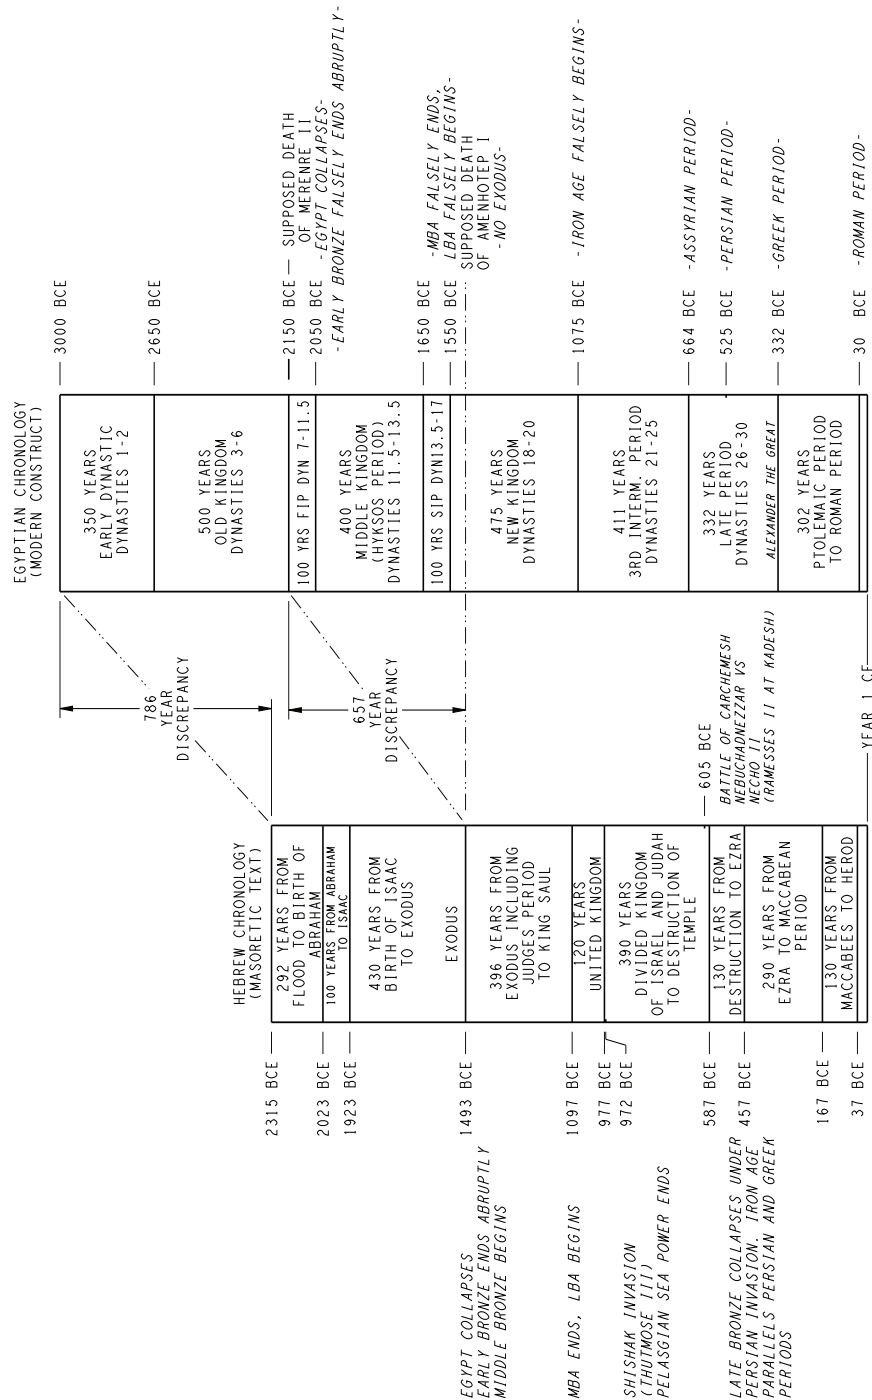 EGYPTIAN CHRONOLOGY
(MODERN CONSTRUCT)
350 YEARS
EARLY DYNASTIC
DYNASTIES 1-2
500 YEARS
OLD KINGDOM
DYNASTIES 3-6
100 YRS FIP DYN 7-11.5
400 YEARS
MIDDLE KINGDOM
(HYKSOS PERIOD)
DYNASTIES 11.5-13.5
100 YRS SIP DYN13.5-17
475 YEARS
NEW KINGDOM
DYNASTIES 18-20
411 YEARS
3RD INTERM. PERIOD
DYNASTIES 21-25
332 YEARS
LATE PERIOD
DYNASTIES 26-30
ALEXANDER THE GREAT
302 YEARS
PTOLEMAIC PERIOD
TO ROMAN PERIOD
3000 BCE
2650 BCE
2150 BCE
SUPPOSED DEATH
OF MERENRE II
2050 BCE
-EGYPT COLLAPSES-
-EARLY BRONZE FALSELY ENDS ABRUPTLY-
1650 BCE
-MBA FALSELY ENDS,
1550 BCE
LBA FALSELY BEGINS-
SUPPOSED DEATH
OF AMENHOTEP I
-NO EXODUS-
1075 BCE
-IRON AGE FALSELY BEGINS-
664 BCE
-ASSYRIAN PERIOD-
525 BCE
-PERSIAN PERIOD-
332 BCE
-GREEK PERIOD-
30 BCE
-ROMAN PERIOD-
786
YEAR
DISCREPANCY
657
YEAR
DISCREPANCY
605 BCE
BATTLE OF CARCHEMESH
NEBUCHADNEZZAR VS
NECHO II
(RAMESSES II AT KADESH)
YEAR 1 CE
HEBREW CHRONOLOGY
(MASORETIC TEXT)
292 YEARS FROM
FLOOD TO BIRTH OF
ABRAHAM
100 YEARS FROM ABRAHAM
TO ISAAC
430 YEARS FROM
BIRTH OF ISAAC
TO EXODUS
EXODUS
396 YEARS FROM
EXODUS INCLUDING
JUDGES PERIOD
TO KING SAUL
120 YEARS
UNITED KINGDOM
390 YEARS
DIVIDED KINGDOM
OF ISRAEL AND JUDAH
TO DESTRUCTION OF
TEMPLE
130 YEARS FROM
DESTRUCTION TO EZRA
290 YEARS FROM
EZRA TO MACCABEAN
PERIOD
130 YEARS FROM
MACCABEES TO HEROD
2315 BCE
2023 BCE
1923 BCE
1493 BCE
1097 BCE
977 BCE
972 BCE
587 BCE
457 BCE
167 BCE
37 BCE
EGYPT COLLAPSES
EARLY BRONZE ENDS ABRUPTLY
MIDDLE BRONZE BEGINS
MBA ENDS, LBA BEGINS
SHISHAK INVASION
(THUTMOSE III)
PELASGIAN SEA POWER ENDS
LATE BRONZE COLLAPSES UNDER
PERSIAN INVASION. IRON AGE
PARALLELS PERSIAN AND GREEK
PERIODS